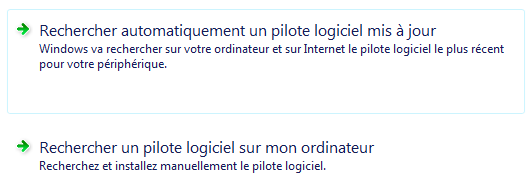 Rechercher automatiquement un pilote logiciel mis à jour
Windows va rechercher sur votre ordinateur et sur Internet le pilote logiciel le plus récent
pour votre périphérique.
Rechercher un pilote logiciel sur mon ordinateur
Recherchez et installez manuellement le pilote logiciel.